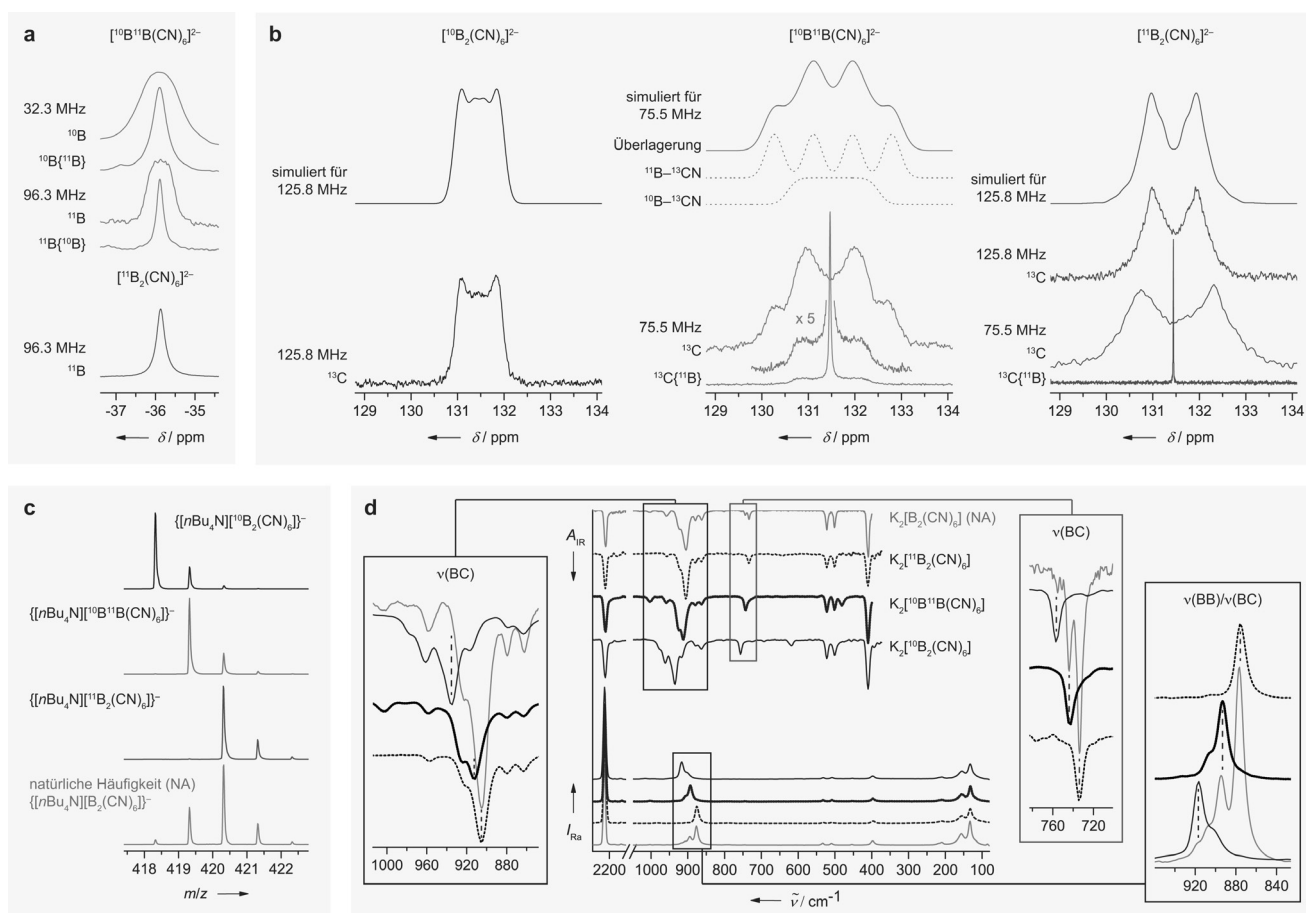 a
[¹⁰B¹¹B(CN)₆]²⁻
32.3 MHz
¹⁰B
¹⁰B{¹¹B}
96.3 MHz
¹¹B
¹¹B{¹⁰B}
[¹¹B₂(CN)₆]²⁻
96.3 MHz
¹¹B
-37 -36 -35
δ / ppm
b
[¹⁰B₂(CN)₆]²⁻
simuliert für
125.8 MHz
125.8 MHz
¹³C
129 130 131 132 133 134
δ / ppm
[¹⁰B¹¹B(CN)₆]²⁻
simuliert für
75.5 MHz
Überlagerung
¹¹B–¹³CN
¹⁰B–¹³CN
x 5
75.5 MHz
¹³C
¹³C{¹¹B}
129 130 131 132 133 134
δ / ppm
[¹¹B₂(CN)₆]²⁻
simuliert für
125.8 MHz
125.8 MHz
¹³C
75.5 MHz
¹³C
¹³C{¹¹B}
129 130 131 132 133 134
δ / ppm
c
{[nBu₄N][¹⁰B₂(CN)₆]}⁻
{[nBu₄N][¹⁰B¹¹B(CN)₆]}⁻
{[nBu₄N][¹¹B₂(CN)₆]}⁻
natürliche Häufigkeit (NA)
{[nBu₄N][B₂(CN)₆]}⁻
418 419 420 421 422
m/z
d
ν(BC)
1000 960 920 880
A_IR
K₂[B₂(CN)₆] (NA)
K₂[¹¹B₂(CN)₆]
K₂[¹⁰B¹¹B(CN)₆]
K₂[¹⁰B₂(CN)₆]
I_Ra
2200 1000 900 800 700 600 500 400 300 200 100
ν̃ / cm⁻¹
ν(BC)
760 720
ν(BB)/ν(BC)
920 880 840